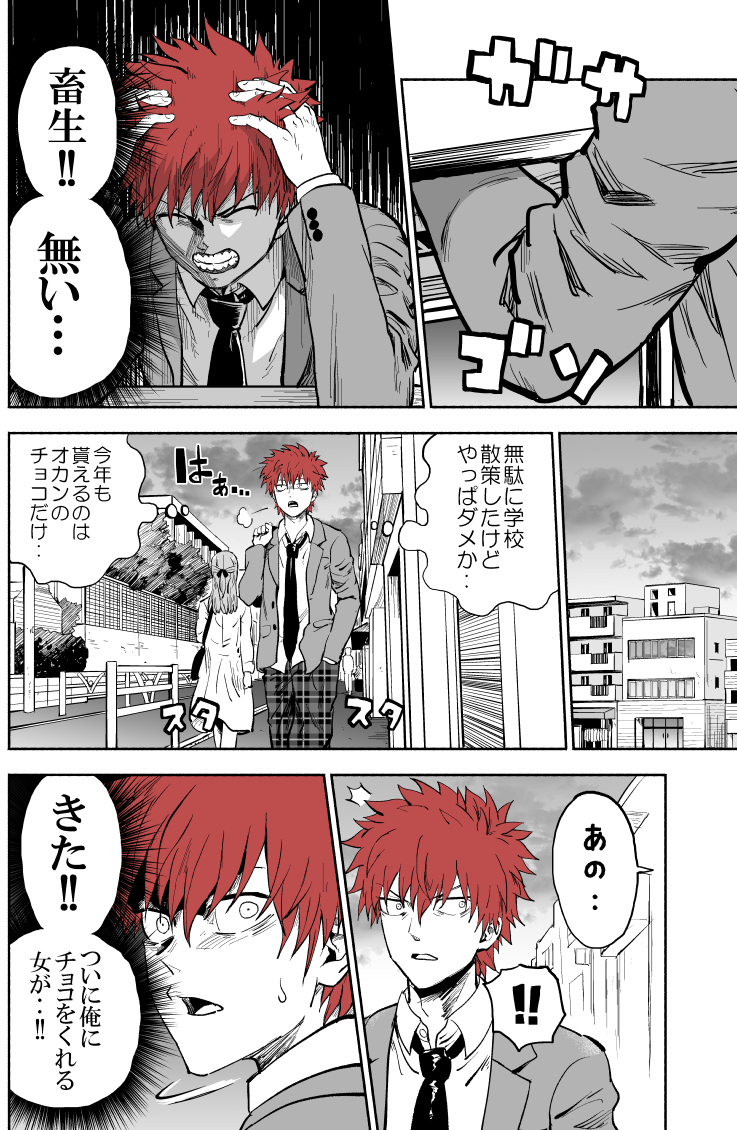 ガサ
ゴソ
畜生!!
無い…
無駄に学校
散策したけど
やっぱダメか‥
はぁ…
今年も
貰えるのは
オカンの
チョコだけ‥
スタ
スタ
あの‥
!!
きた!!
ついに俺に
チョコをくれる
女が‥!!